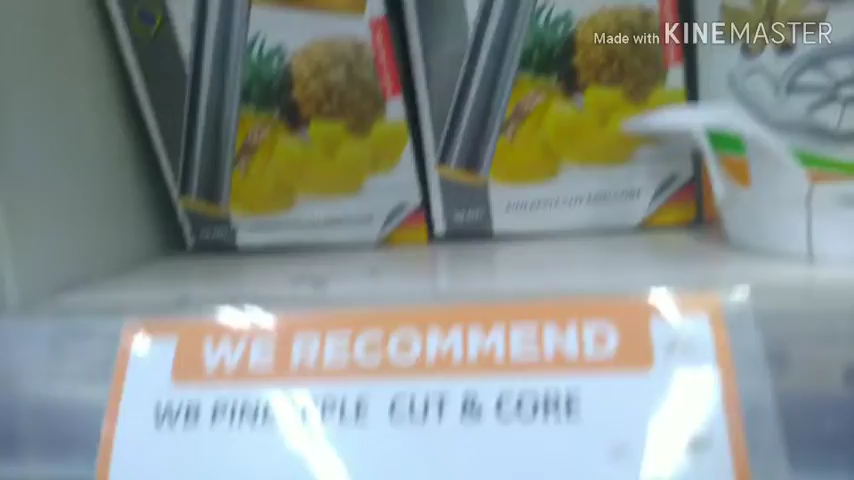 Made with KINEMASTER
WE RECOMMEND
WB PINEAPPLE CUT & CORE